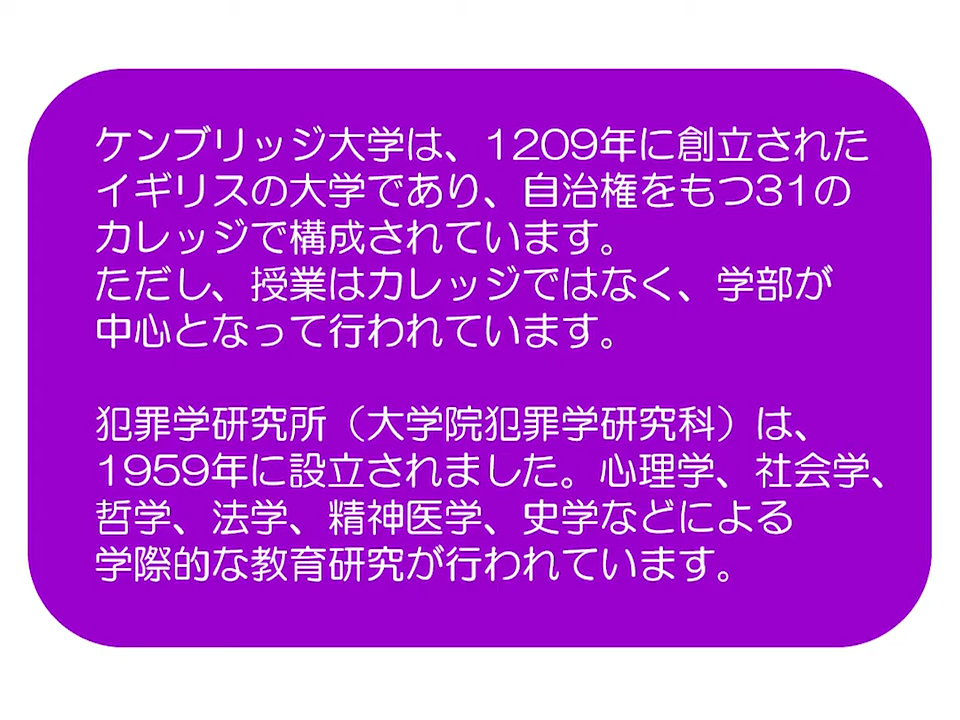 ケンブリッジ大学は、1209年に創立された
イギリスの大学であり、自治権をもつ31の
カレッジで構成されています。
ただし、授業はカレッジではなく、学部が
中心となって行われています。
犯罪学研究所（大学院犯罪学研究科）は、
1959年に設立されました。心理学、社会学、
哲学、法学、精神医学、史学などによる
学際的な教育研究が行われています。